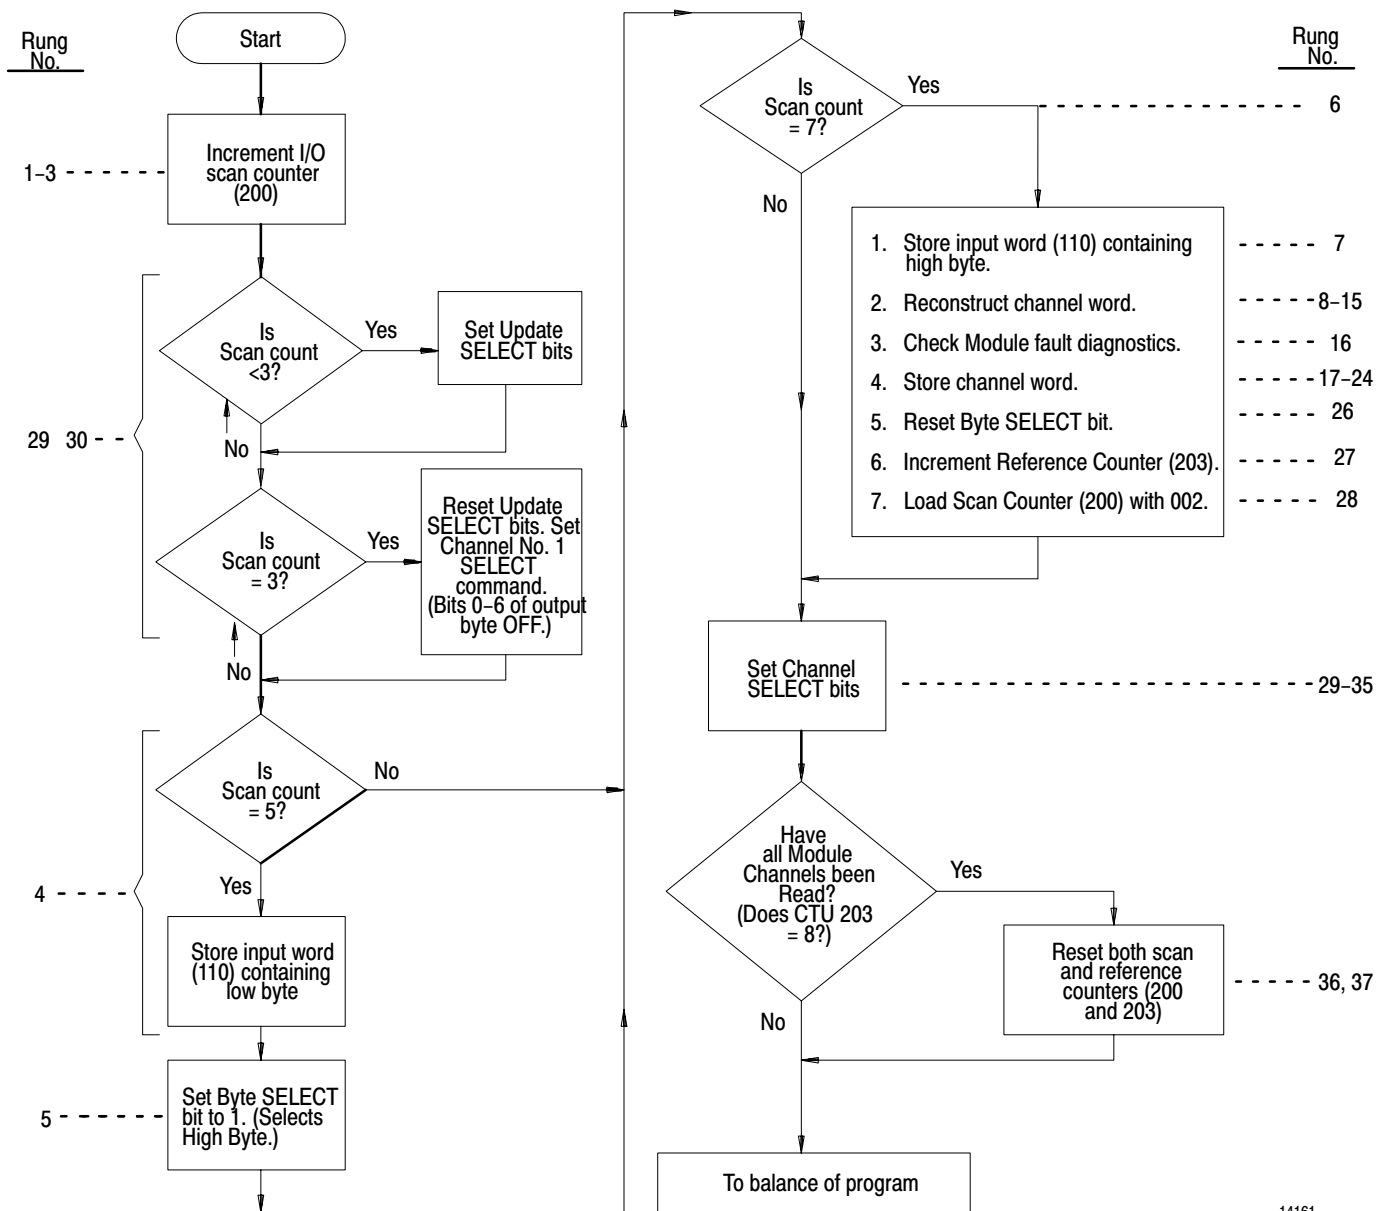 Rung
No.
Start
1–3
Increment I/O
scan counter
(200)
29 30
Is
Scan count
<3?
Yes
Set Update
SELECT bits
No
Is
Scan count
= 3?
Yes
Reset Update
SELECT bits. Set
Channel No. 1
SELECT
command.
(Bits 0–6 of output
byte OFF.)
No
4
Is
Scan count
= 5?
No
Yes
Store input word
(110) containing
low byte
5
Set Byte SELECT
bit to 1. (Selects
High Byte.)
Rung
No.
Is
Scan count
= 7?
Yes
6
No
1. Store input word (110) containing
high byte.
7
2. Reconstruct channel word.
8–15
3. Check Module fault diagnostics.
16
4. Store channel word.
17–24
5. Reset Byte SELECT bit.
26
6. Increment Reference Counter (203).
27
7. Load Scan Counter (200) with 002.
28
Set Channel
SELECT bits
29–35
Have
all Module
Channels been
Read?
(Does CTU 203
= 8?)
Yes
Reset both scan
and reference
counters (200
and 203)
36, 37
No
To balance of program
14161